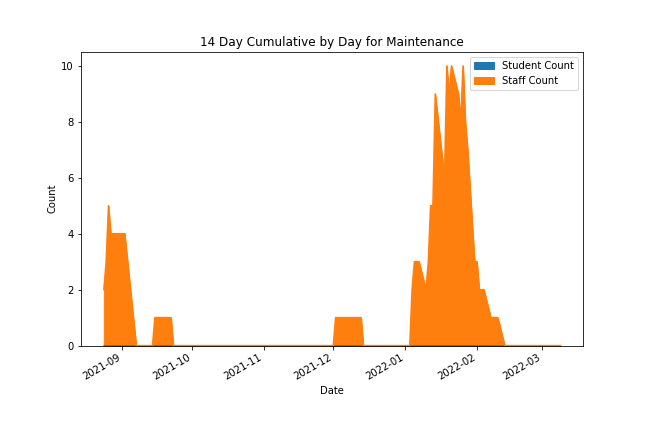 14 Day Cumulative by Day for Maintenance
Student Count
Staff Count
10
8
6
4
2
0
Count
2021-09
2021-10
2021-11
2021-12
2022-01
2022-02
2022-03
Date